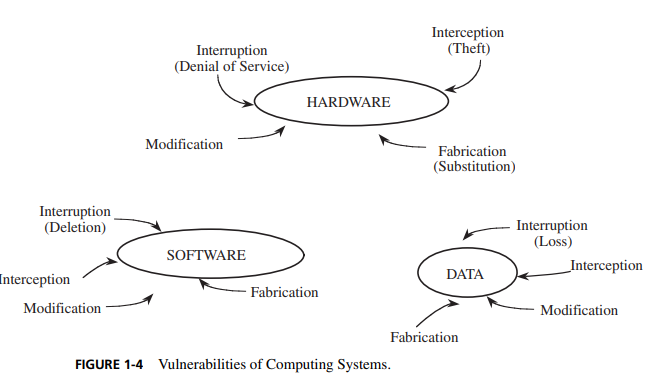 Interception
(Theft)
Interruption
(Denial of Service)
HARDWARE
Modification
Fabrication
(Substitution)
Interruption
(Deletion)
SOFTWARE
nterception
Fabrication
Modification
Interruption
(Loss)
Interception
DATA
Modification
Fabrication
FIGURE 1-4 Vulnerabilities of Computing Systems.